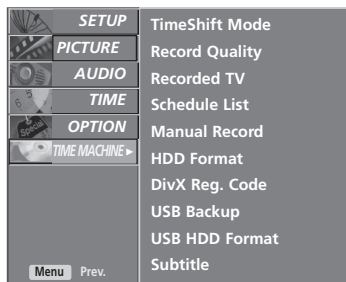 SETUP
PICTURE
AUDIO
TIME
OPTION
Special
TIME MACHINE ►
Menu Prev.
TimeShift Mode
Record Quality
Recorded TV
Schedule List
Manual Record
HDD Format
DivX Reg. Code
USB Backup
USB HDD Format
Subtitle